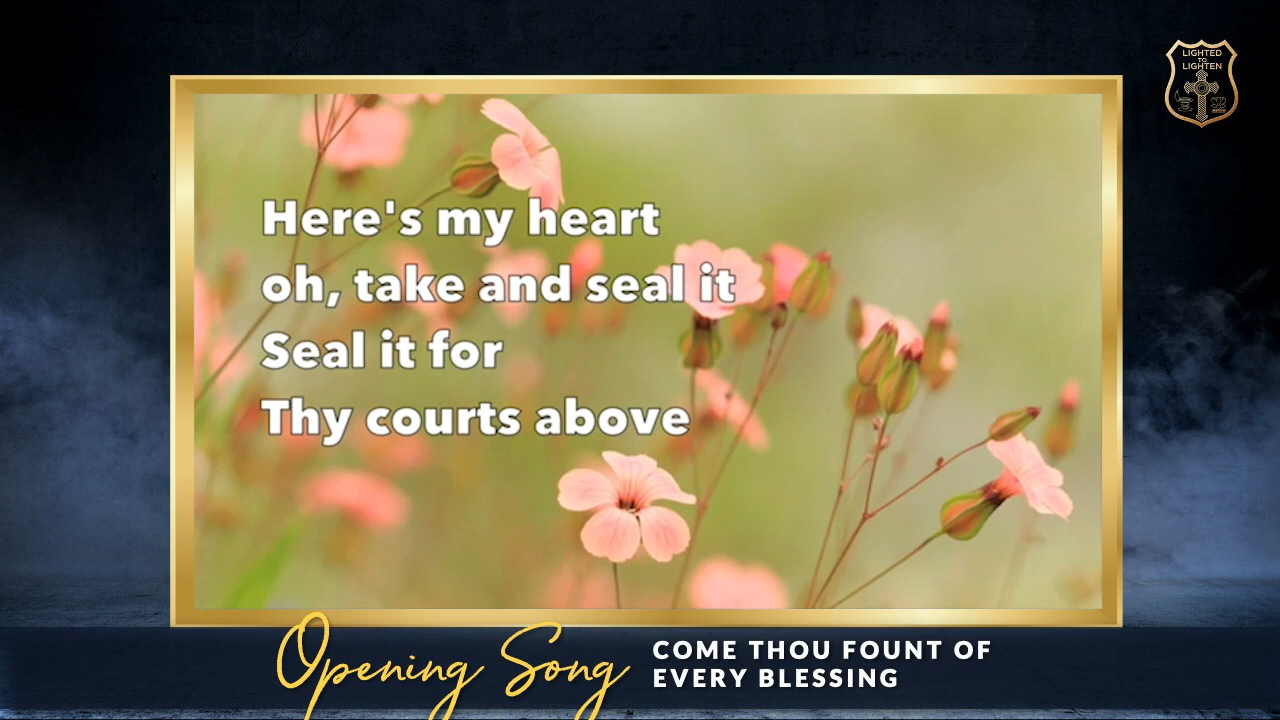 LIGHTED
TO
LIGHTEN
Here's my heart
oh, take and seal it
Seal it for
Thy courts above
Opening Song
COME THOU FOUNT OF
EVERY BLESSING